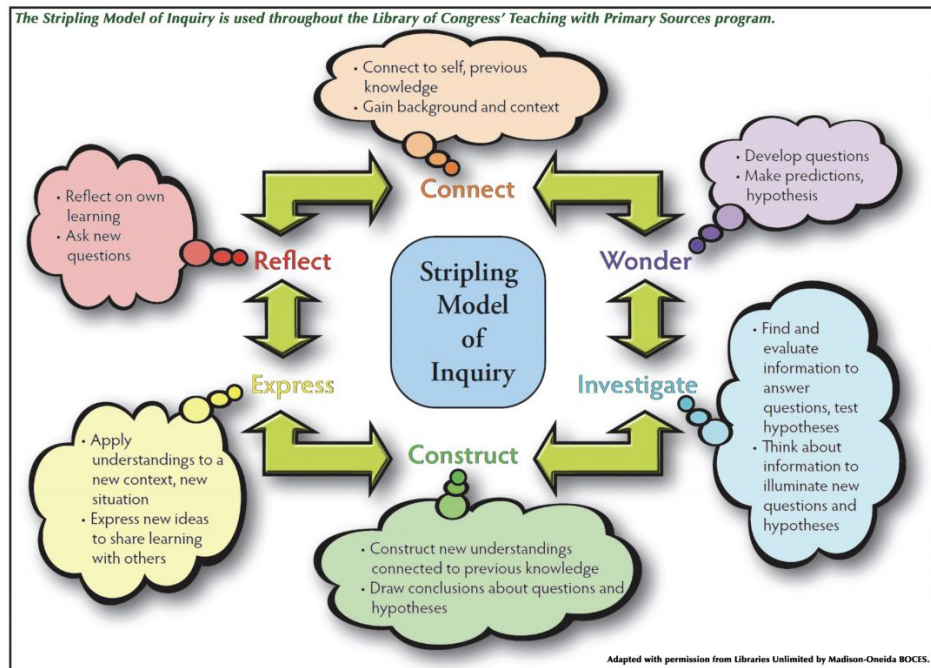 The Stripling Model of Inquiry is used throughout the Library of Congress’ Teaching with Primary Sources program.
• Connect to self, previous
knowledge
• Gain background and context
Connect
• Develop questions
• Make predictions,
hypothesis
Wonder
• Find and
evaluate
information to
answer
questions, test
hypotheses
• Think about
information to
illuminate new
questions and
hypotheses
Investigate
Construct
• Construct new understandings
connected to previous knowledge
• Draw conclusions about questions and
hypotheses
Express
• Apply
understandings to a
new context, new
situation
• Express new ideas
to share learning
with others
Reflect
• Reflect on own
learning
• Ask new
questions
Stripling
Model
of
Inquiry
Adapted with permission from Libraries Unlimited by Madison-Oneida BOCES.